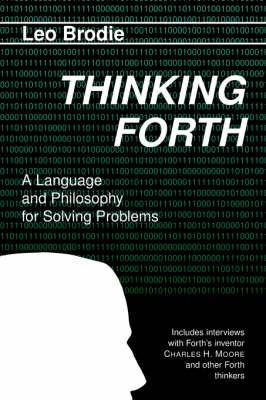 Leo Brodie
THINKING
FORTH
A Language
and Philosophy
for Solving Problems
Includes interviews
with Forth's inventor
CHARLES H. MOORE
and other Forth
thinkers